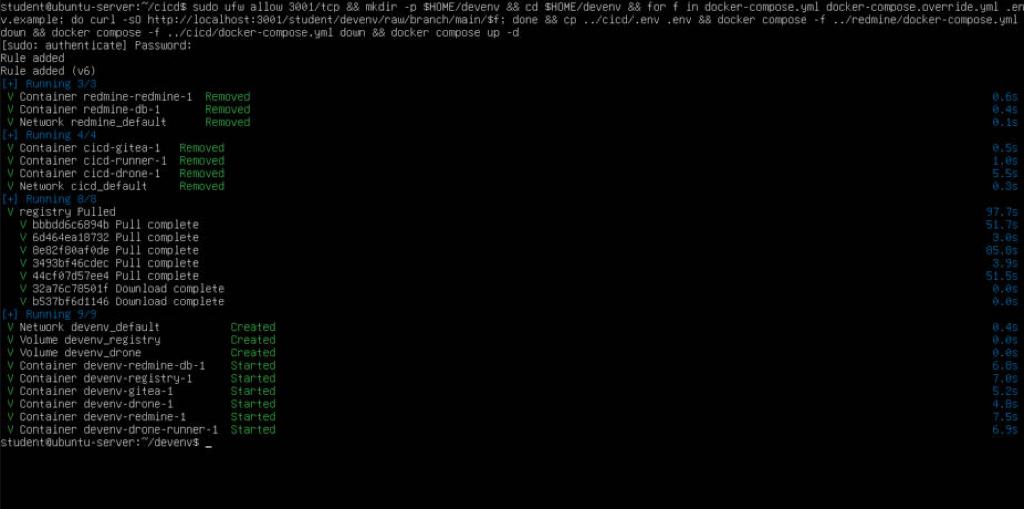 student@ubuntu-server:~/cicd$ sudo ufw allow 3001/tcp && mkdir -p $HOME/devenv && cd $HOME/devenv && for f in docker-compose.yml docker-compose.override.yml .en
v.example; do curl -sO http://localhost:3001/student/devenv/raw/branch/main/$f; done && cp ../cicd/.env .env && docker compose -f ../redmine/docker-compose.yml
down && docker compose -f ../cicd/docker-compose.yml down && docker compose up -d
[sudo: authenticate] Password:
Rule added
Rule added (v6)
[+] Running 3/3
V Container redmine-redmine-1 Removed 0.6s
V Container redmine-db-1 Removed 0.4s
V Network redmine_default Removed 0.1s
[+] Running 4/4
V Container cicd-gitea-1 Removed 0.5s
V Container cicd-runner-1 Removed 1.0s
V Container cicd-drone-1 Removed 5.5s
V Network cicd_default Removed 0.3s
[+] Running 8/8
V registry Pulled 97.7s
V bbbdd6c6894b Pull complete 51.7s
V 6d464ea18732 Pull complete 3.0s
V 8e82f80af0de Pull complete 85.8s
V 3493bf46cdec Pull complete 3.9s
V 44cf07d57ee4 Pull complete 51.5s
V 32a76c78501f Download complete 0.0s
V b537bf6d1146 Download complete 0.0s
[+] Running 9/9
V Network devenv_default Created 0.4s
V Volume devenv_registry Created 0.0s
V Volume devenv_drone Created 0.0s
V Container devenv-redmine-db-1 Started 6.8s
V Container devenv-registry-1 Started 7.0s
V Container devenv-gitea-1 Started 5.2s
V Container devenv-drone-1 Started 4.8s
V Container devenv-redmine-1 Started 7.5s
V Container devenv-drone-runner-1 Started 6.9s
student@ubuntu-server:~/devenv$ _